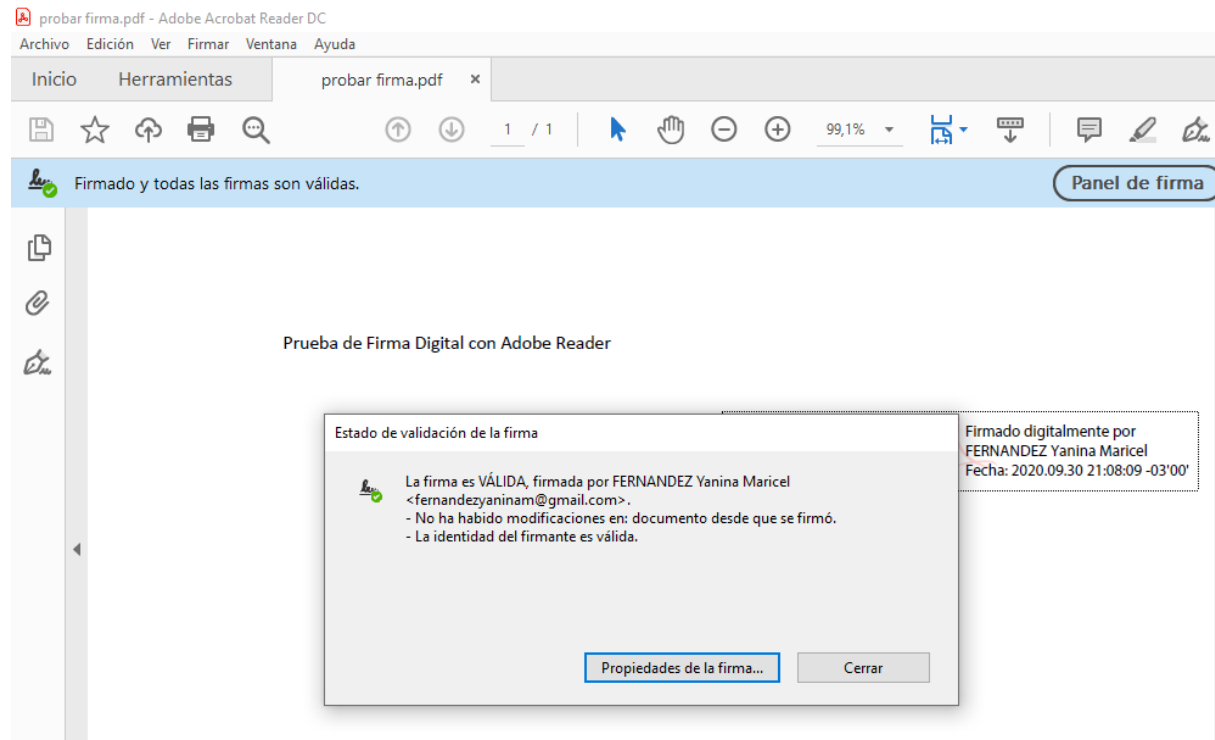 probar firma.pdf - Adobe Acrobat Reader DC
Archivo Edición Ver Firmar Ventana Ayuda
Inicio Herramientas probar firma.pdf ×
1 / 1 99,1%
Firmado y todas las firmas son válidas. Panel de firma
Prueba de Firma Digital con Adobe Reader
Firmado digitalmente por
FERNANDEZ Yanina Maricel
Fecha: 2020.09.30 21:08:09 -03'00'
Estado de validación de la firma
La firma es VÁLIDA, firmada por FERNANDEZ Yanina Maricel
<fernandezyaninam@gmail.com>.
- No ha habido modificaciones en: documento desde que se firmó.
- La identidad del firmante es válida.
Propiedades de la firma... Cerrar